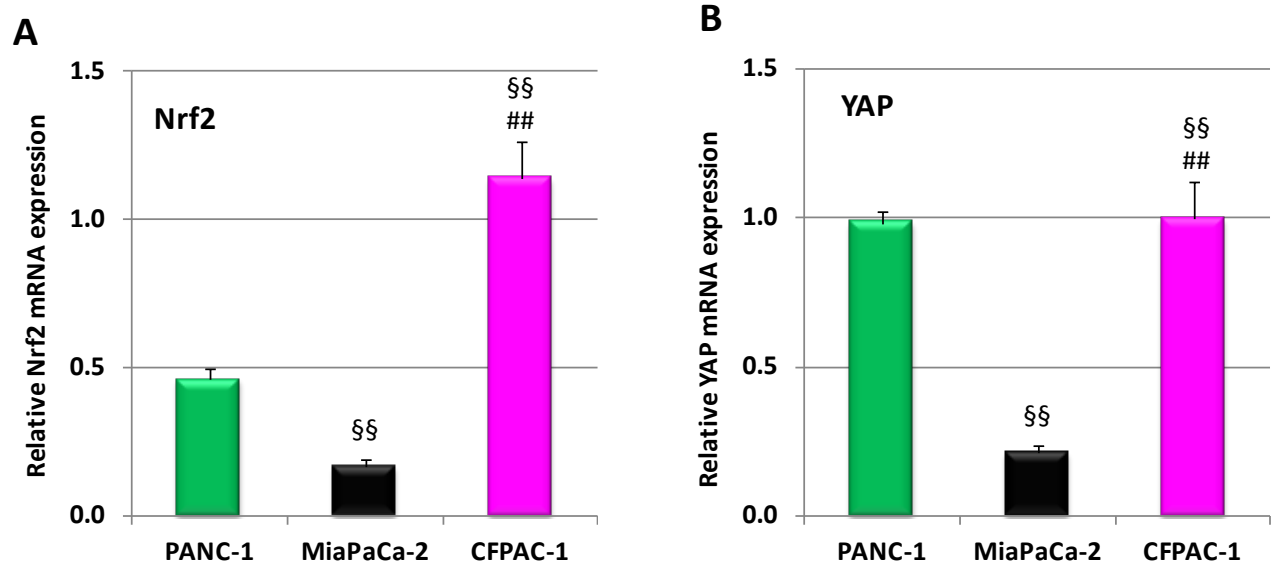 A
Relative Nrf2 mRNA expression
1.5
1.0
0.5
0.0
Nrf2
§§
§§
##
PANC-1 MiaPaCa-2 CFPAC-1
B
Relative YAP mRNA expression
1.5
1.0
0.5
0.0
YAP
§§
§§
##
PANC-1 MiaPaCa-2 CFPAC-1